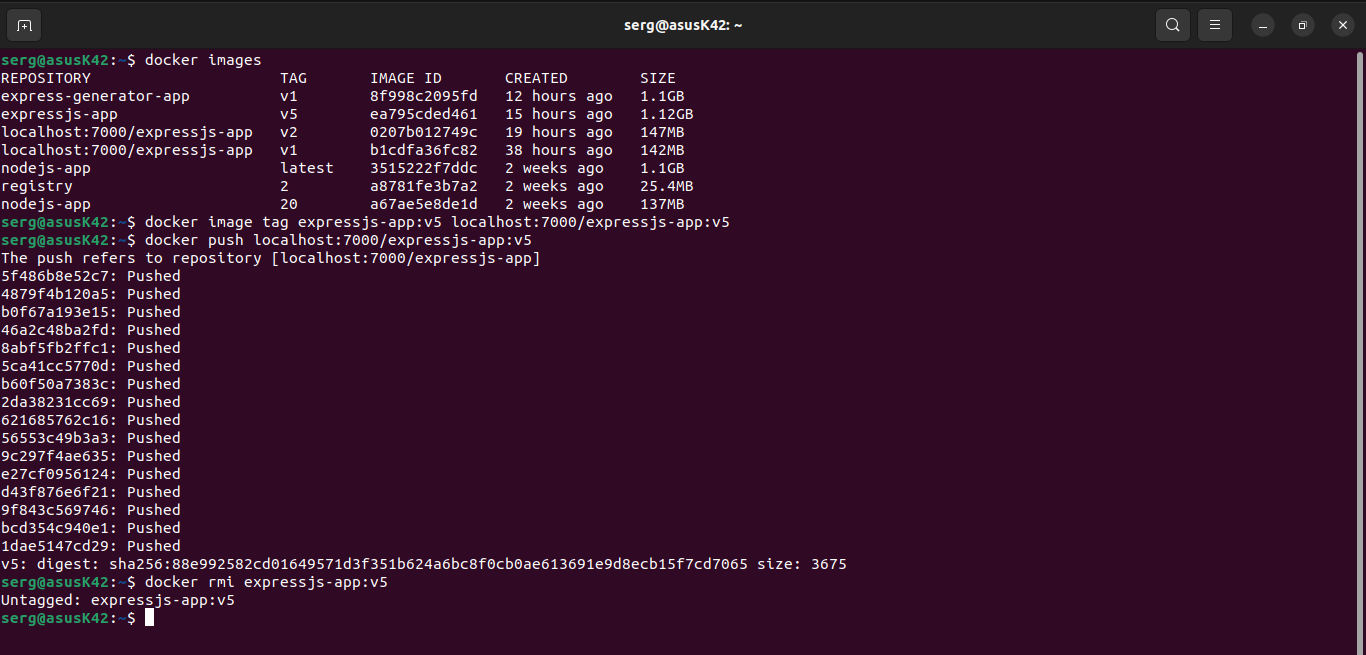 serg@asusK42: ~
serg@asusK42:~$ docker images
REPOSITORY                     TAG       IMAGE ID       CREATED        SIZE
express-generator-app          v1        8f998c2095fd   12 hours ago   1.1GB
expressjs-app                  v5        ea795cded461   15 hours ago   1.12GB
localhost:7000/expressjs-app   v2        0207b012749c   19 hours ago   147MB
localhost:7000/expressjs-app   v1        b1cdfa36fc82   38 hours ago   142MB
nodejs-app                     latest    3515222f7ddc   2 weeks ago    1.1GB
registry                       2         a8781fe3b7a2   2 weeks ago    25.4MB
nodejs-app                     20        a67ae5e8de1d   2 weeks ago    137MB
serg@asusK42:~$ docker image tag expressjs-app:v5 localhost:7000/expressjs-app:v5
serg@asusK42:~$ docker push localhost:7000/expressjs-app:v5
The push refers to repository [localhost:7000/expressjs-app]
5f486b8e52c7: Pushed
4879f4b120a5: Pushed
b0f67a193e15: Pushed
46a2c48ba2fd: Pushed
8abf5fb2ffc1: Pushed
5ca41cc5770d: Pushed
b60f50a7383c: Pushed
2da38231cc69: Pushed
621685762c16: Pushed
56553c49b3a3: Pushed
9c297f4ae635: Pushed
e27cf0956124: Pushed
d43f876e6f21: Pushed
9f843c569746: Pushed
bcd354c940e1: Pushed
1dae5147cd29: Pushed
v5: digest: sha256:88e992582cd01649571d3f351b624a6bc8f0cb0ae613691e9d8ecb15f7cd7065 size: 3675
serg@asusK42:~$ docker rmi expressjs-app:v5
Untagged: expressjs-app:v5
serg@asusK42:~$